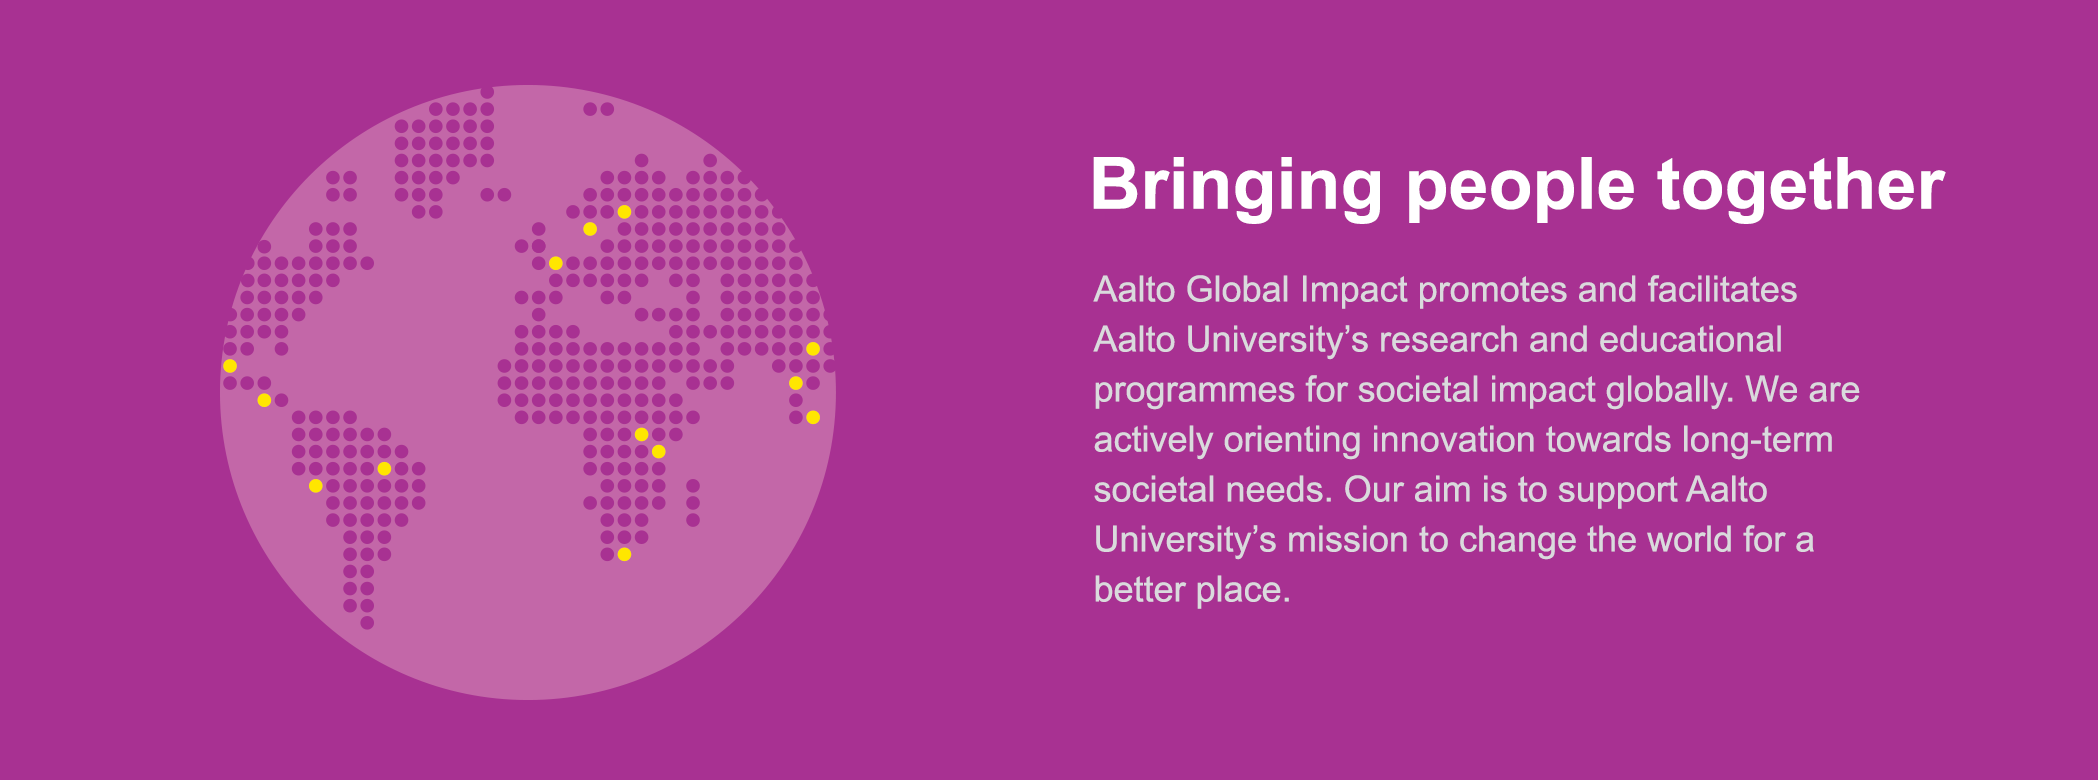 Bringing people together
Aalto Global Impact promotes and facilitates
Aalto University’s research and educational
programmes for societal impact globally. We are
actively orienting innovation towards long-term
societal needs. Our aim is to support Aalto
University’s mission to change the world for a
better place.